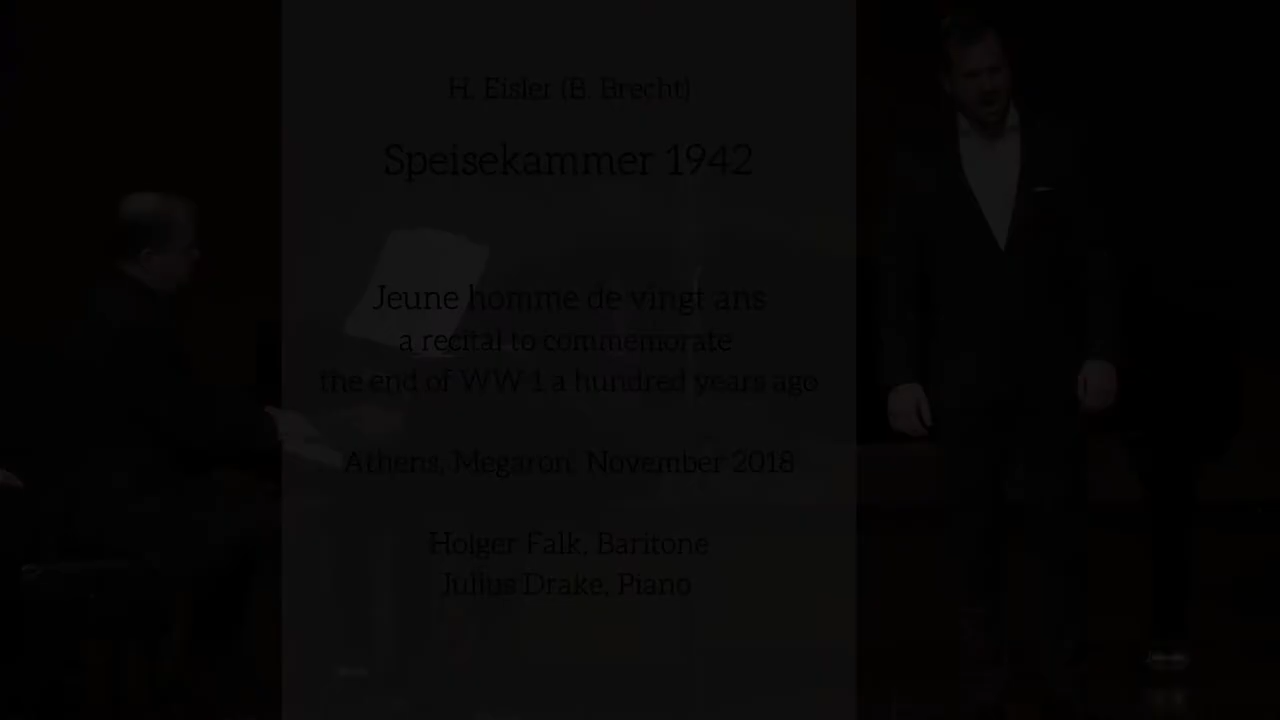 H. Eisler (B. Brecht)
Speisekammer 1942
Jeune homme de vingt ans
a recital to commemorate
the end of WW 1 a hundred years ago
Athens, Megaron, November 2018
Holger Falk, Baritone
Julius Drake, Piano